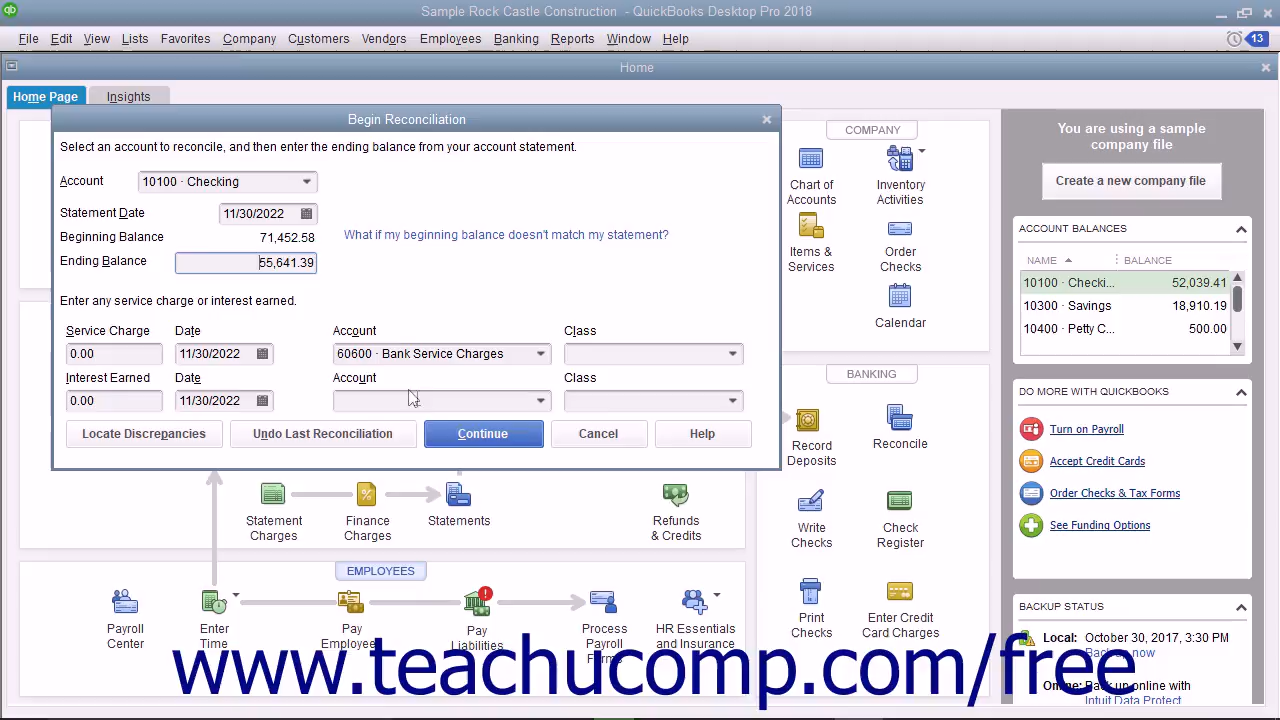 Sample Rock Castle Construction - QuickBooks Desktop Pro 2018
File Edit View Lists Favorites Company Customers Vendors Employees Banking Reports Window Help
13
Home
Home Page Insights
Begin Reconciliation
Select an account to reconcile, and then enter the ending balance from your account statement.
Account 10100 · Checking
Statement Date 11/30/2022
Beginning Balance 71,452.58 What if my beginning balance doesn't match my statement?
Ending Balance 55,641.39
Enter any service charge or interest earned.
Service Charge Date Account Class
0.00 11/30/2022 60600 · Bank Service Charges
Interest Earned Date Account Class
0.00 11/30/2022
Locate Discrepancies Undo Last Reconciliation Continue Cancel Help
COMPANY
Chart of Accounts
Inventory Activities
Items & Services
Order Checks
Calendar
BANKING
Record Deposits
Reconcile
Write Checks
Check Register
Print Checks
Enter Credit Card Charges
Statement Charges
Finance Charges
Statements
Refunds & Credits
EMPLOYEES
Payroll Center
Enter Time
Pay Employees
Pay Liabilities
Process Payroll Forms
HR Essentials and Insurance
You are using a sample company file
Create a new company file
ACCOUNT BALANCES
NAME BALANCE
10100 · Checki... 52,039.41
10300 · Savings 18,910.19
10400 · Petty C... 500.00
DO MORE WITH QUICKBOOKS
Turn on Payroll
Accept Credit Cards
Order Checks & Tax Forms
See Funding Options
BACKUP STATUS
Local: October 30, 2017, 3:30 PM
Back up now
Online: Back up online with
Intuit Data Protect
www.teachucomp.com/free